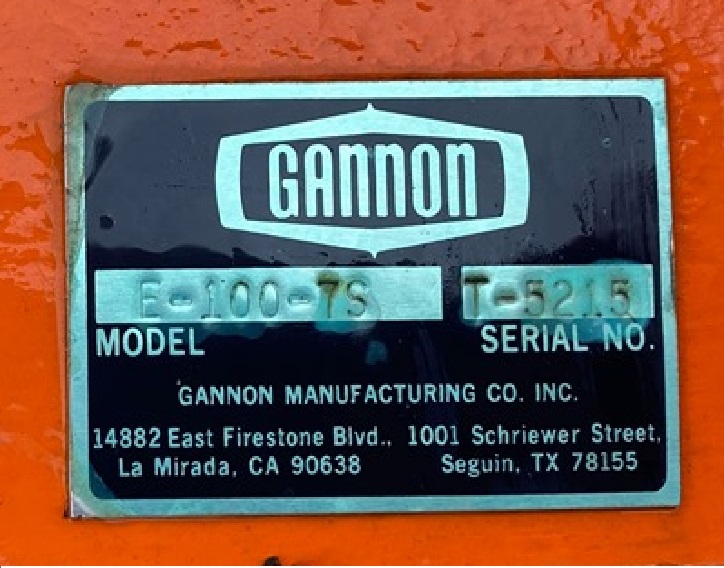 GANNON
E-100-7S T-5215
MODEL SERIAL NO.
GANNON MANUFACTURING CO. INC.
14882 East Firestone Blvd., 1001 Schriewer Street,
La Mirada, CA 90638 Seguin, TX 78155